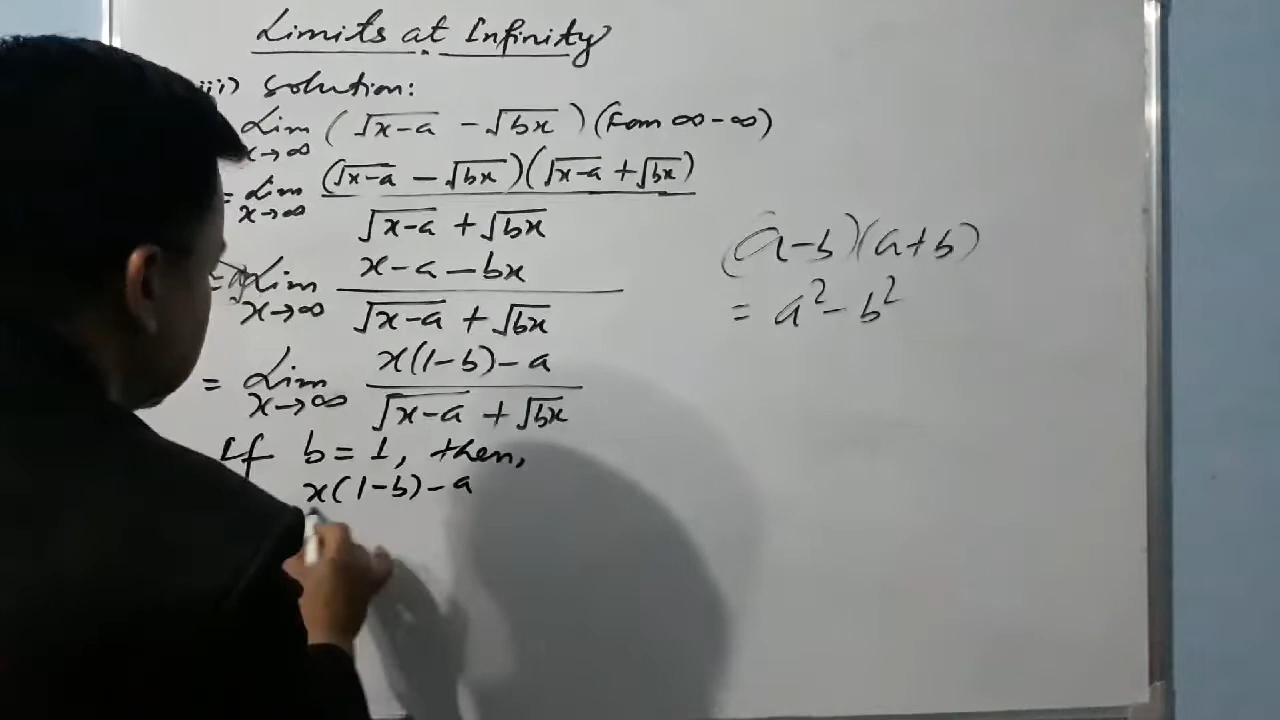 Limits at Infinity
iii) Solution:
Lim x→∞ (√x-a - √bx) (Fom ∞-∞)
= Lim x→∞ (√x-a - √bx)(√x-a + √bx) / √x-a + √bx
= Lim x→∞ x-a-bx / √x-a + √bx
= Lim x→∞ x(1-b)-a / √x-a + √bx
If b = 1, then,
x(1-b)-a
(a-b)(a+b)
= a² - b²